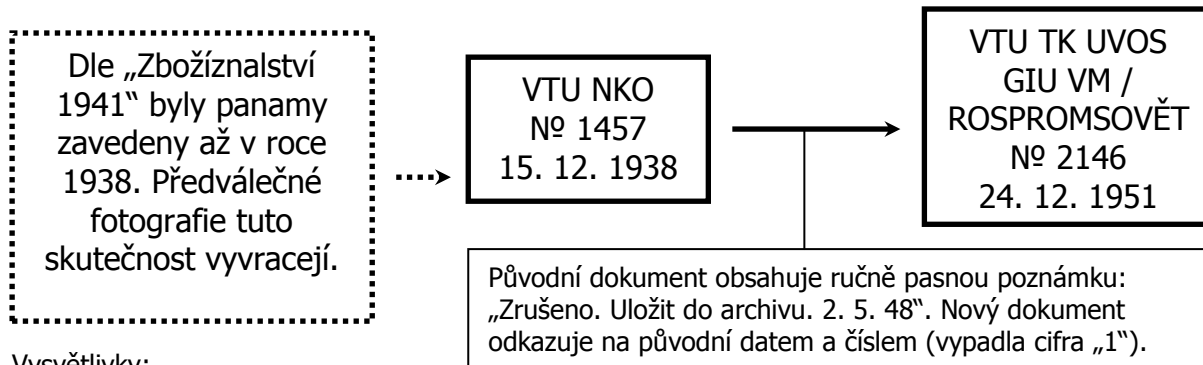 Dle „Zbožíznalství
1941“ byly panamy
zavedeny až v roce
1938. Předválečné
fotografie tuto
skutečnost vyvracejí.
VTU NKO
№ 1457
15. 12. 1938
VTU TK UVOS
GIU VM /
ROSPROMSOVĚT
№ 2146
24. 12. 1951
Původní dokument obsahuje ručně pasnou poznámku:
„Zrušeno. Uložit do archivu. 2. 5. 48“. Nový dokument
odkazuje na původní datem a číslem (vypadla cifra „1“).
Vysvětlivky: